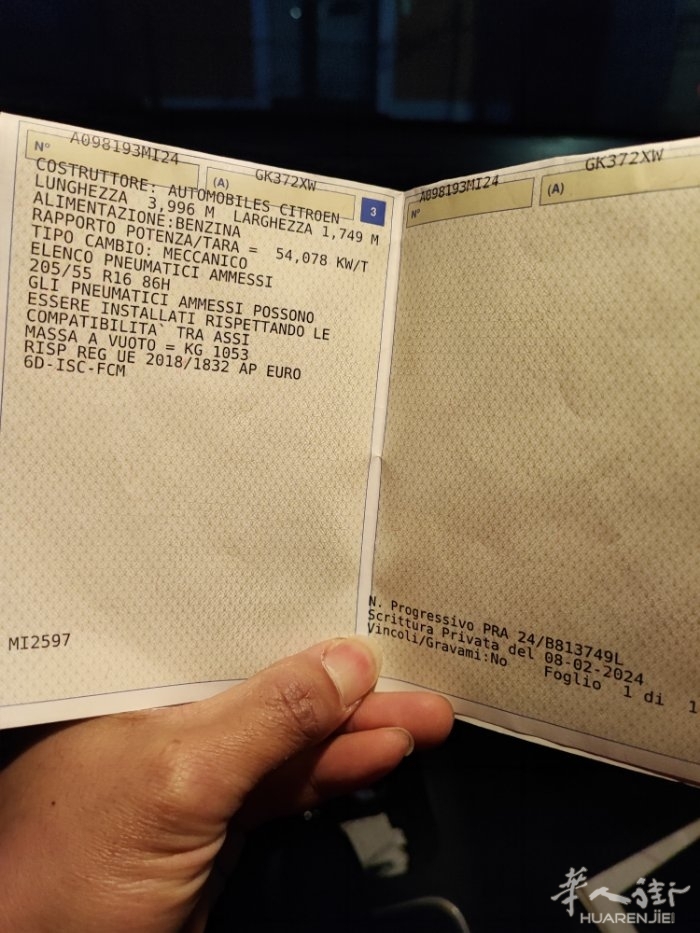 N° A098193MI24
(A) GK372XW
3
COSTRUTTORE: AUTOMOBILES CITROEN
LUNGHEZZA 3,996 M LARGHEZZA 1,749 M
ALIMENTAZIONE:BENZINA
RAPPORTO POTENZA/TARA = 54,078 KW/T
TIPO CAMBIO: MECCANICO
ELENCO PNEUMATICI AMMESSI
205/55 R16 86H
GLI PNEUMATICI AMMESSI POSSONO
ESSERE INSTALLATI RISPETTANDO LE
COMPATIBILITA` TRA ASSI
MASSA A VUOTO = KG 1053
RISP REG UE 2018/1832 AP EURO
6D-ISC-FCM
MI2597
N° A098193MI24
(A) GK372XW
N. Progressivo PRA 24/B813749L
Scrittura Privata del 08-02-2024
Vincoli/Gravami:No Foglio 1 di 1
华人街
HUARENJIE